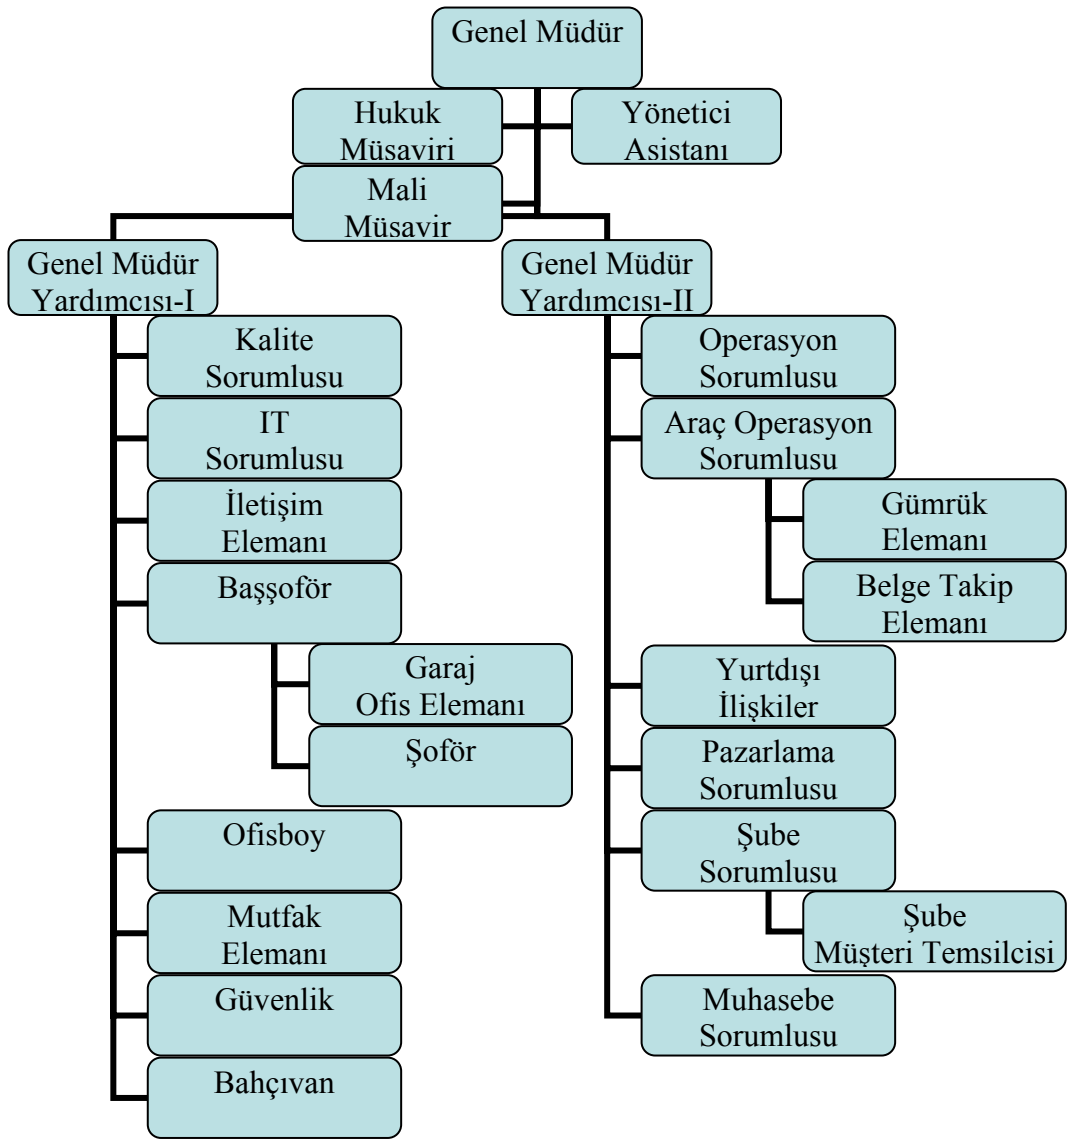 Genel Müdür
Hukuk
Müsaviri
Yönetici
Asistanı
Mali
Müsavir
Genel Müdür
Yardımcısı-I
Genel Müdür
Yardımcısı-II
Kalite
Sorumlusu
IT
Sorumlusu
İletişim
Elemanı
Başşoför
Garaj
Ofis Elemanı
Şoför
Ofisboy
Mutfak
Elemanı
Güvenlik
Bahçıvan
Operasyon
Sorumlusu
Araç Operasyon
Sorumlusu
Gümrük
Elemanı
Belge Takip
Elemanı
Yurtdışı
İlişkiler
Pazarlama
Sorumlusu
Şube
Sorumlusu
Şube
Müşteri Temsilcisi
Muhasebe
Sorumlusu